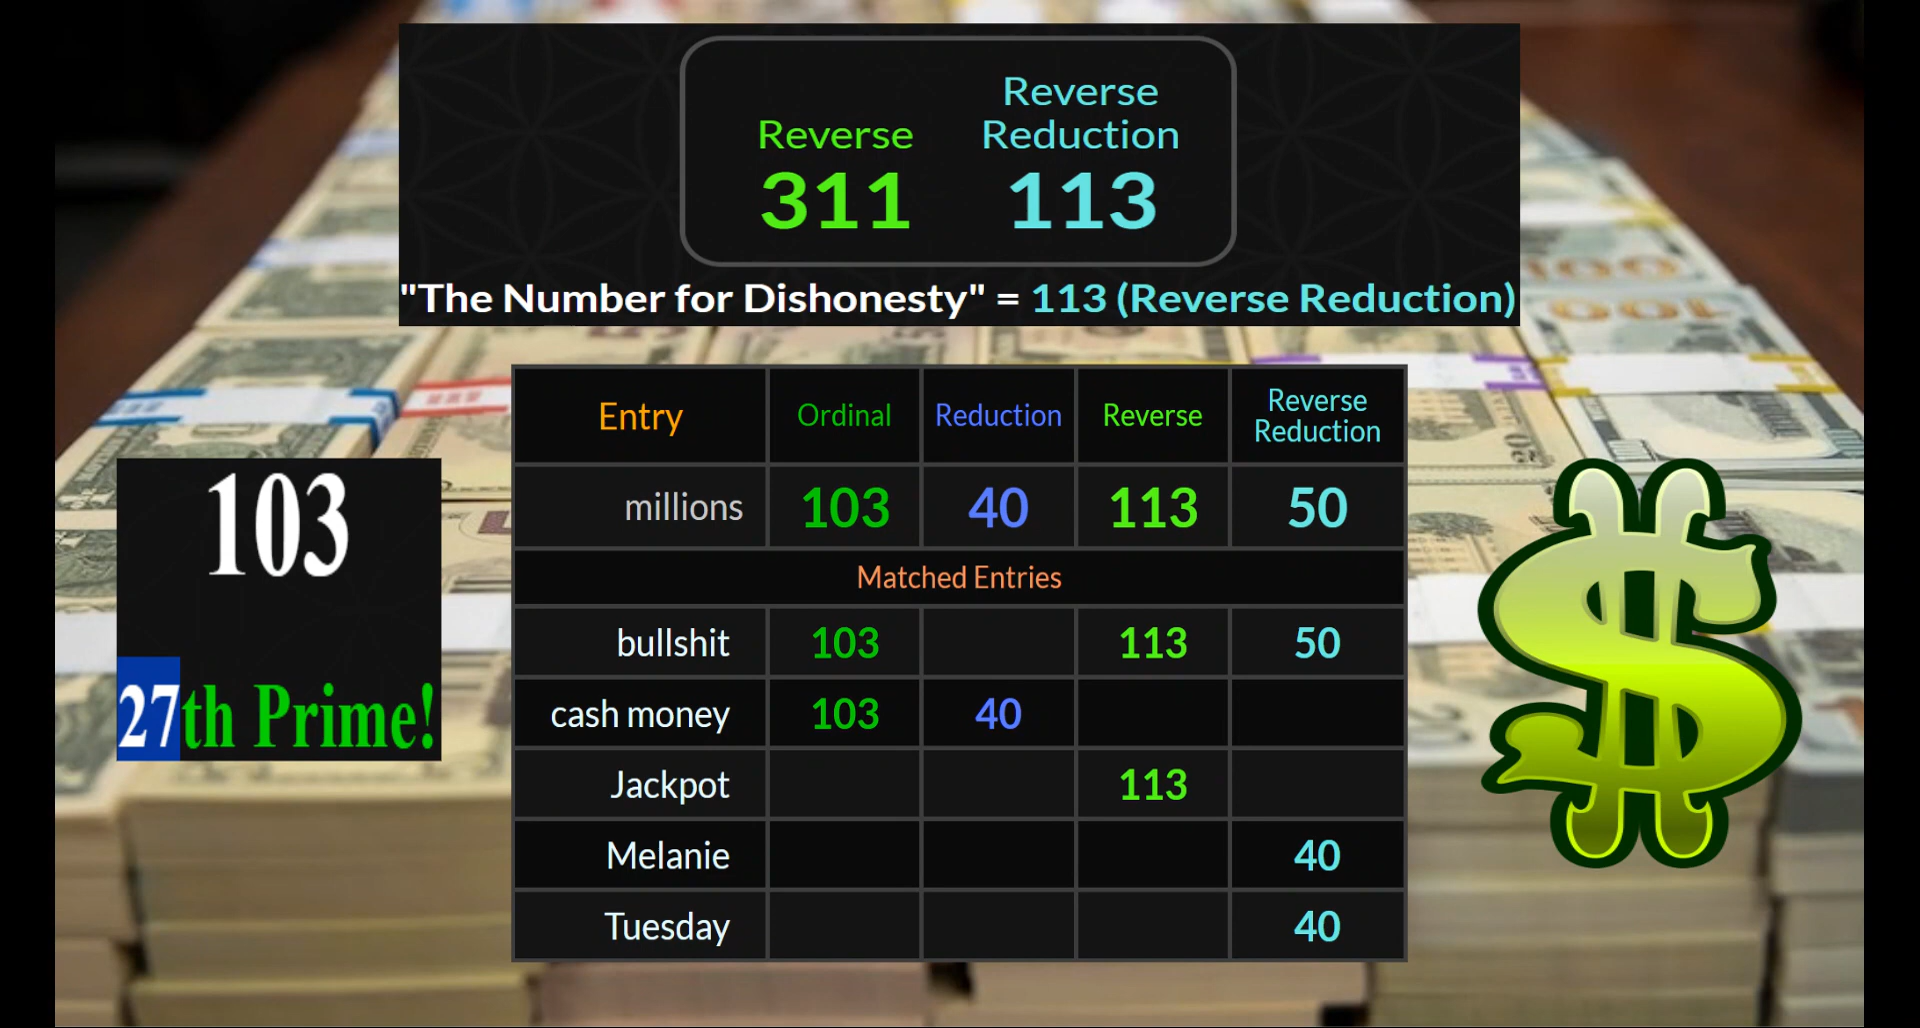 Reverse
Reverse
Reduction
311
113
"The Number for Dishonesty" = 113 (Reverse Reduction)
103
27th Prime!
Entry Ordinal Reduction Reverse Reverse
Reduction
millions 103 40 113 50
Matched Entries
bullshit 103 113 50
cash money 103 40
Jackpot 113
Melanie 40
Tuesday 40
100
100